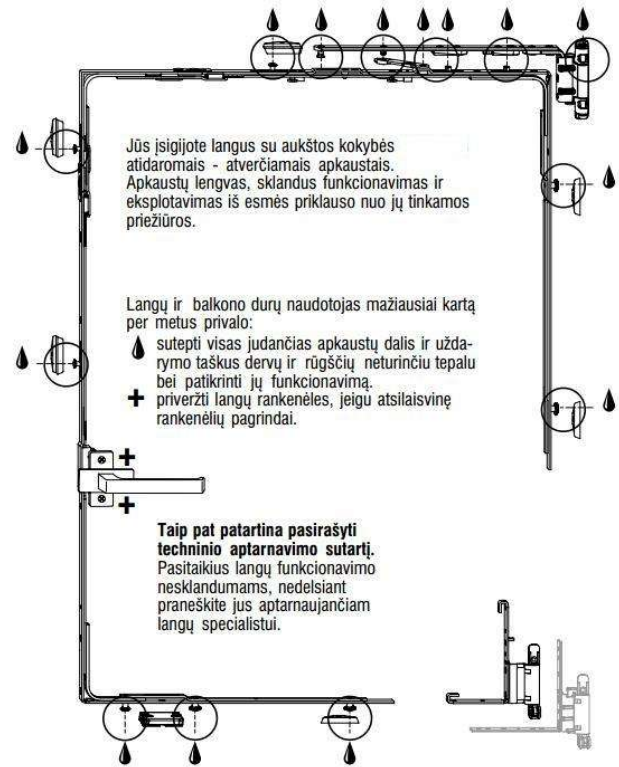 Jūs įsigijote langus su aukštos kokybės
atidaromais - atverčiamais apkaustais.
Apkaustų lengvas, sklandus funkcionavimas ir
eksplotavimas iš esmės priklauso nuo jų tinkamos
priežiūros.
Langų ir balkono durų naudotojas mažiausiai kartą
per metus privalo:
sutepti visas judančias apkaustų dalis ir užda-
rymo taškus dervų ir rūgščių neturinčiu tepalu
bei patikrinti jų funkcionavimą.
+ priveržti langų rankenėles, jeigu atsilaisvinę
rankenėlių pagrindai.
+
+
Taip pat patartina pasirašyti
techninio aptarnavimo sutartį.
Pasitaikius langų funkcionavimo
nesklandumams, nedelsiant
praneškite jus aptarnaujančiam
langų specialistui.